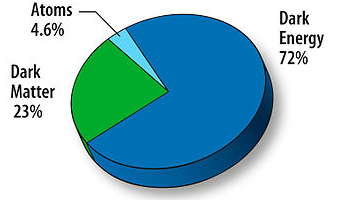 Atoms
4.6%
Dark
Energy
72%
Dark
Matter
23%